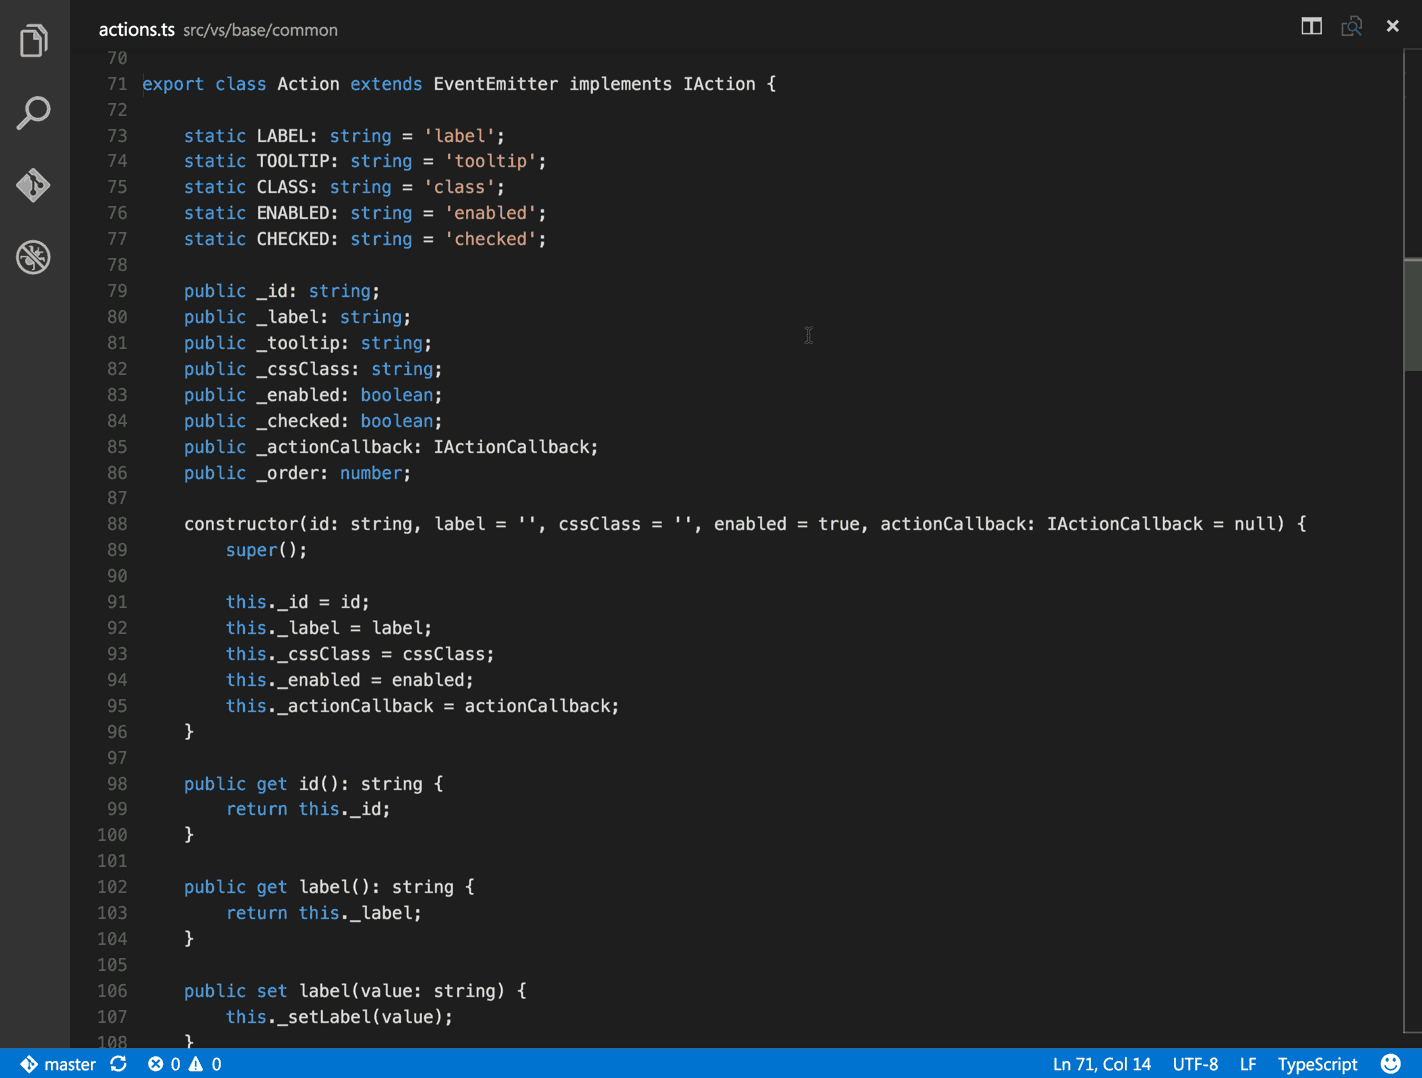 actions.ts src/vs/base/common
70
71 export class Action extends EventEmitter implements IAction {
72
73     static LABEL: string = 'label';
74     static TOOLTIP: string = 'tooltip';
75     static CLASS: string = 'class';
76     static ENABLED: string = 'enabled';
77     static CHECKED: string = 'checked';
78
79     public _id: string;
80     public _label: string;
81     public _tooltip: string;
82     public _cssClass: string;
83     public _enabled: boolean;
84     public _checked: boolean;
85     public _actionCallback: IActionCallback;
86     public _order: number;
87
88     constructor(id: string, label = '', cssClass = '', enabled = true, actionCallback: IActionCallback = null) {
89         super();
90
91         this._id = id;
92         this._label = label;
93         this._cssClass = cssClass;
94         this._enabled = enabled;
95         this._actionCallback = actionCallback;
96     }
97
98     public get id(): string {
99         return this._id;
100     }
101
102     public get label(): string {
103         return this._label;
104     }
105
106     public set label(value: string) {
107         this._setLabel(value);
108     }
master 0 0 Ln 71, Col 14 UTF-8 LF TypeScript